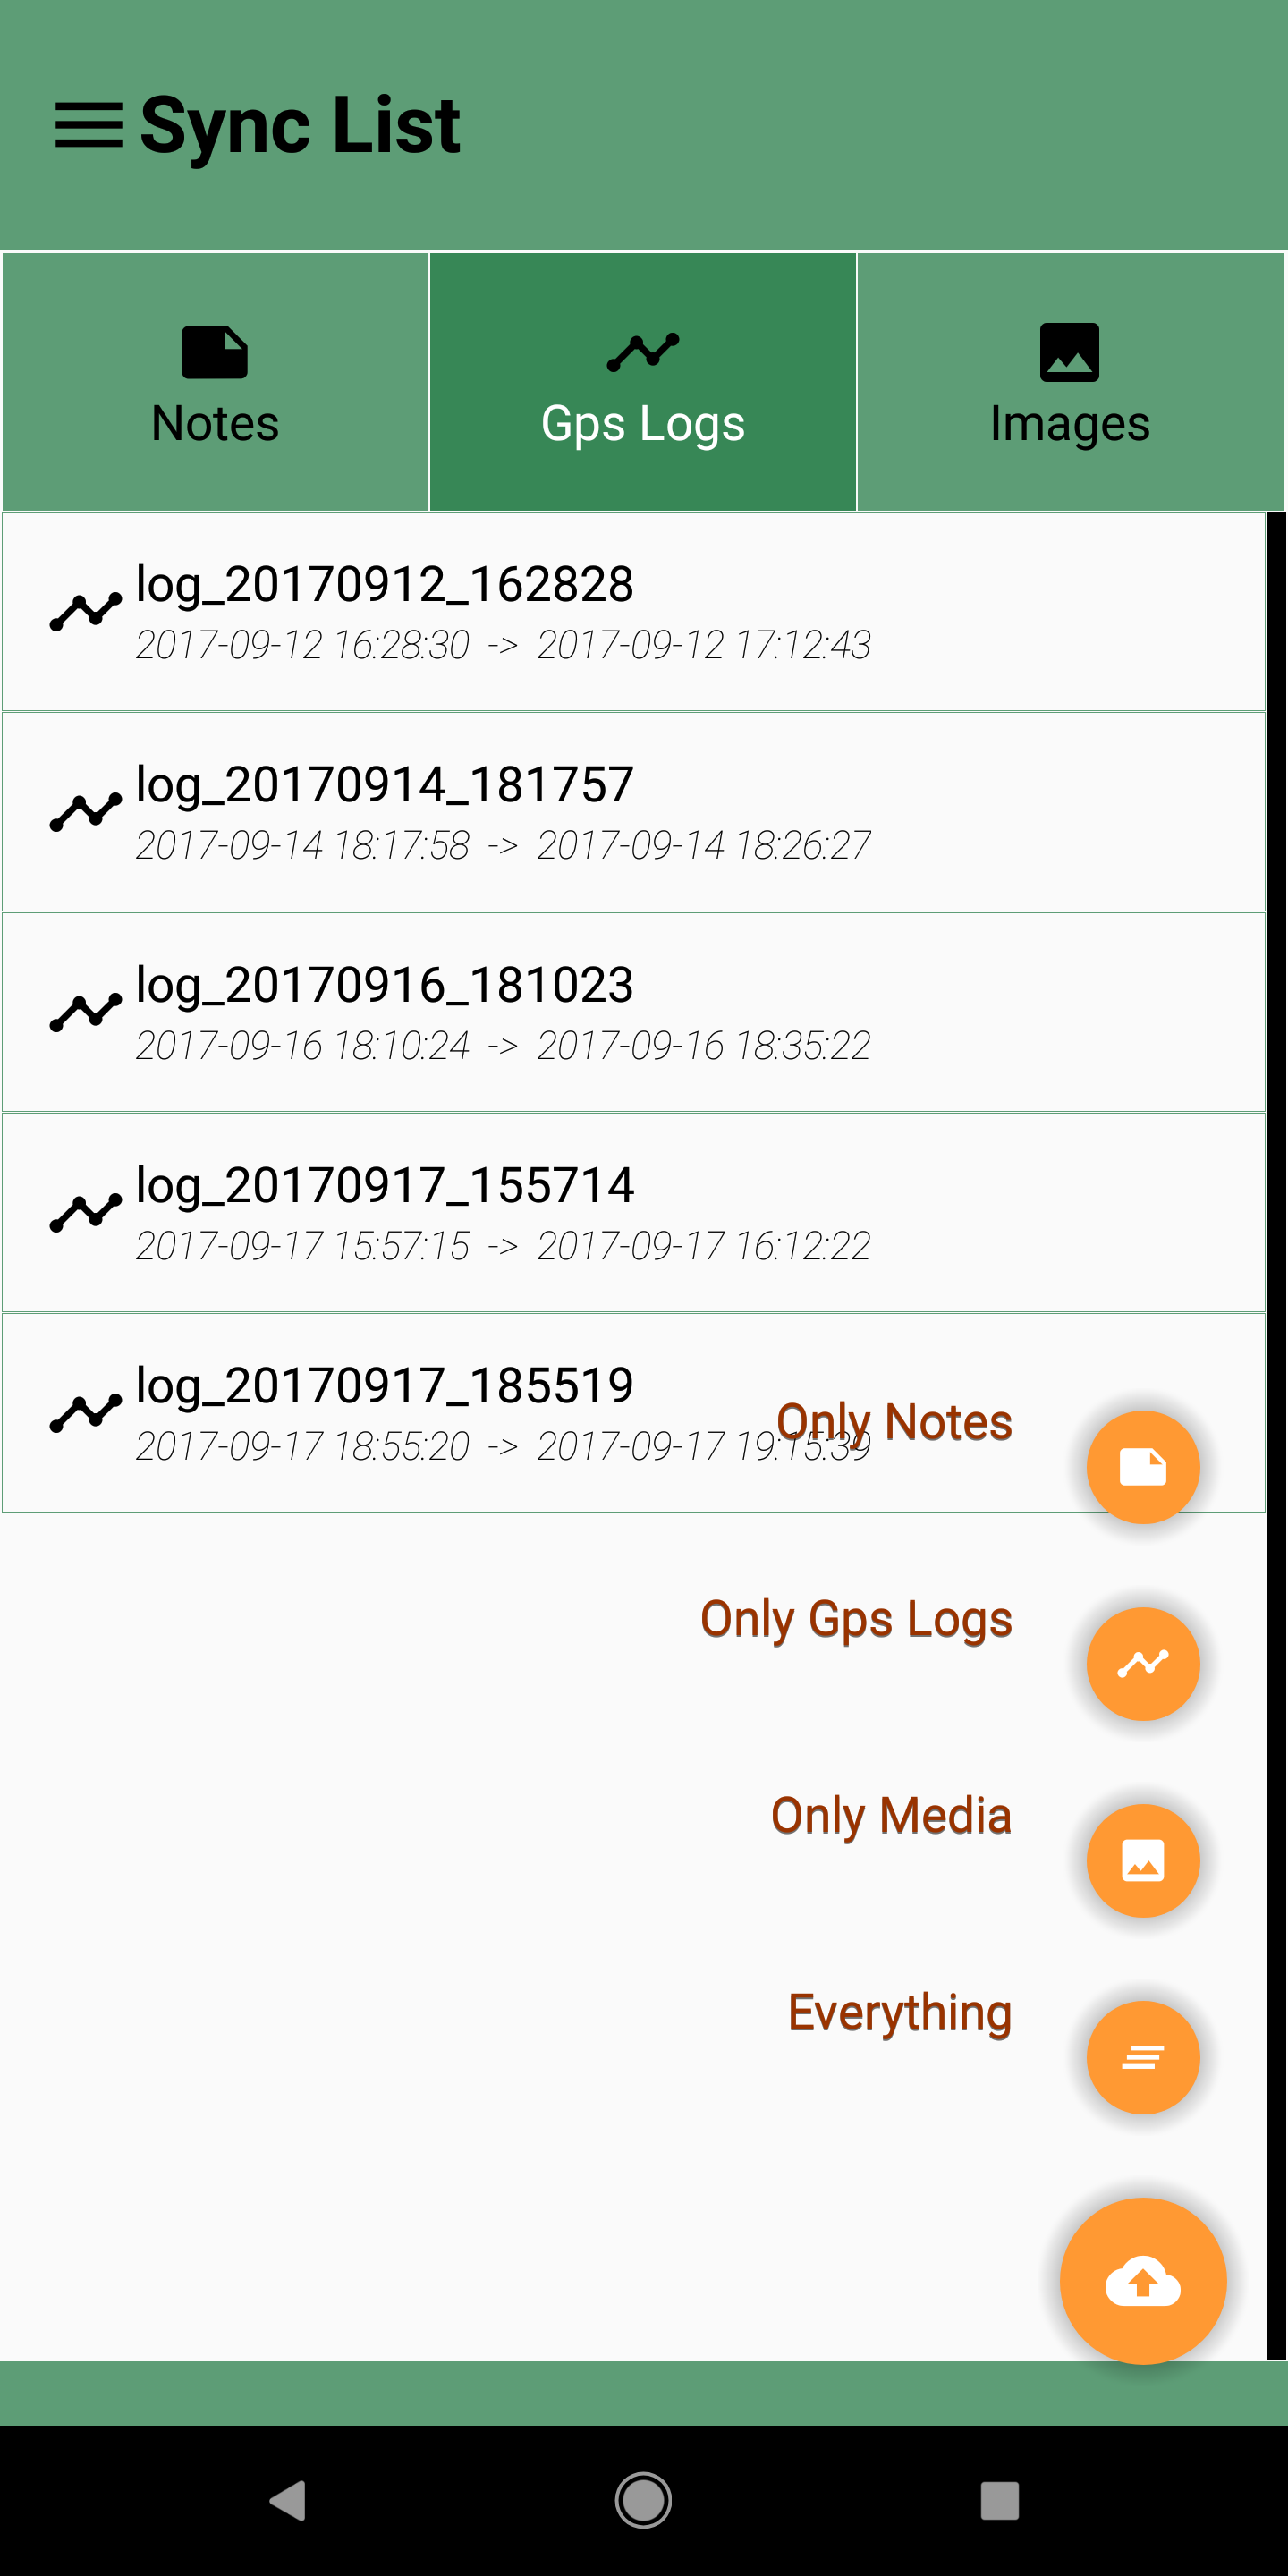 Sync List
Notes
Gps Logs
Images
log_20170912_162828
2017-09-12 16:28:30 -> 2017-09-12 17:12:43
log_20170914_181757
2017-09-14 18:17:58 -> 2017-09-14 18:26:27
log_20170916_181023
2017-09-16 18:10:24 -> 2017-09-16 18:35:22
log_20170917_155714
2017-09-17 15:57:15 -> 2017-09-17 16:12:22
log_20170917_185519
2017-09-17 18:55:20 -> 2017-09-17 19:15:39
Only Notes
Only Gps Logs
Only Media
Everything